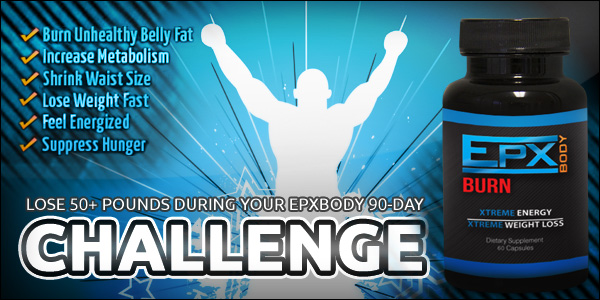 Burn Unhealthy Belly Fat
Increase Metabolism
Shrink Waist Size
Lose Weight Fast
Feel Energized
Suppress Hunger
LOSE 50+ POUNDS DURING YOUR EPXBODY 90-DAY
CHALLENGE
EPX
BODY
BURN
XTREME ENERGY
XTREME WEIGHT LOSS
Dietary Supplement
60 Capsules